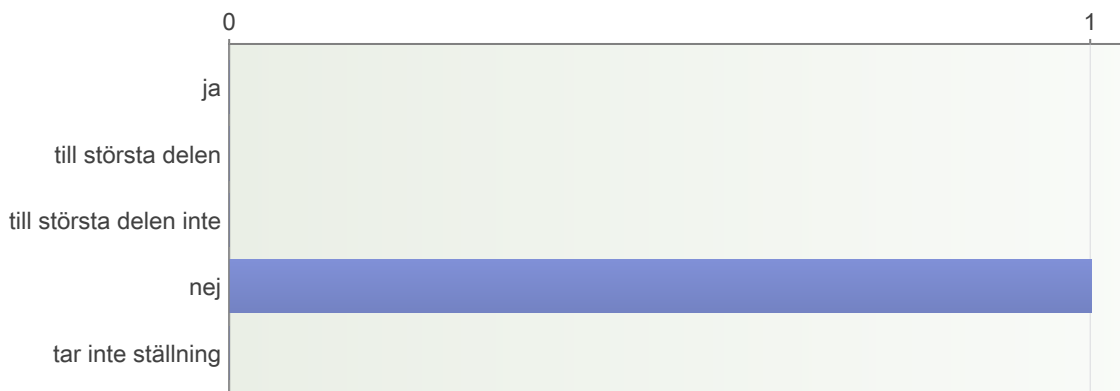 0 1
ja
till största delen
till största delen inte
nej
tar inte ställning